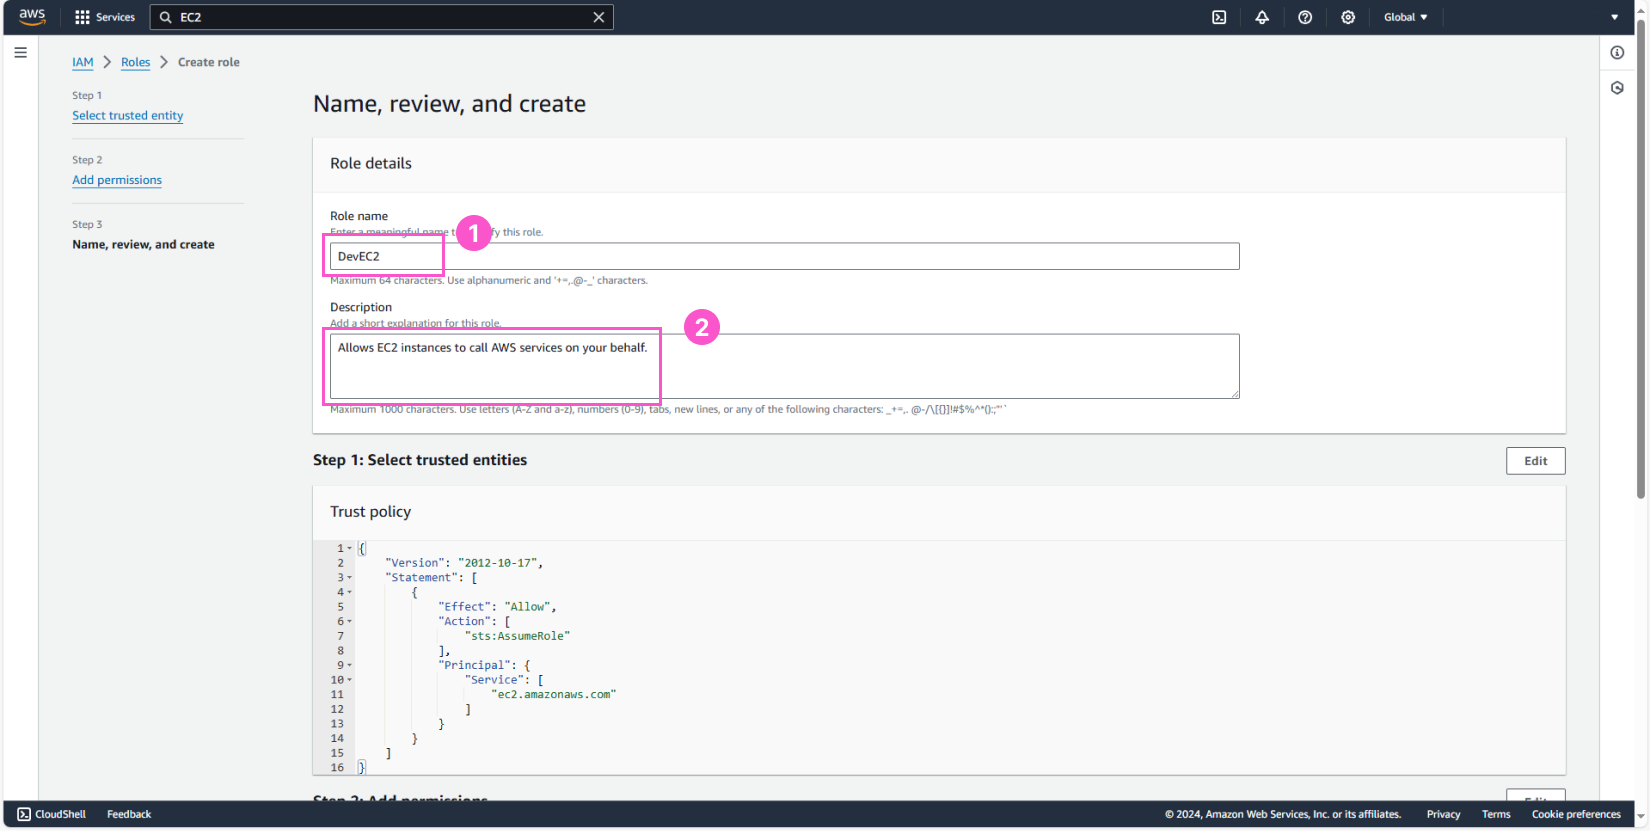 aws
Services
EC2
Global
IAM
Roles
Create role
Step 1
Select trusted entity
Step 2
Add permissions
Step 3
Name, review, and create
Name, review, and create
Role details
Role name
Enter a meaningful name fy this role.
1
DevEC2
Maximum 64 characters. Use alphanumeric and '+=,.@-_' characters.
Description
Add a short explanation for this role.
2
Allows EC2 instances to call AWS services on your behalf.
Maximum 1000 characters. Use letters (A-Z and a-z), numbers (0-9), tabs, new lines, or any of the following characters: _+=,. @-/\[{}]!#$%^*();:"'`
Step 1: Select trusted entities
Edit
Trust policy
1 {
2 "Version": "2012-10-17",
3 "Statement": [
4 {
5 "Effect": "Allow",
6 "Action": [
7 "sts:AssumeRole"
8 ],
9 "Principal": {
10 "Service": [
11 "ec2.amazonaws.com"
12 ]
13 }
14 }
15 ]
16 }
Step 2: Add permissions
Edit
CloudShell
Feedback
© 2024, Amazon Web Services, Inc. or its affiliates.
Privacy
Terms
Cookie preferences